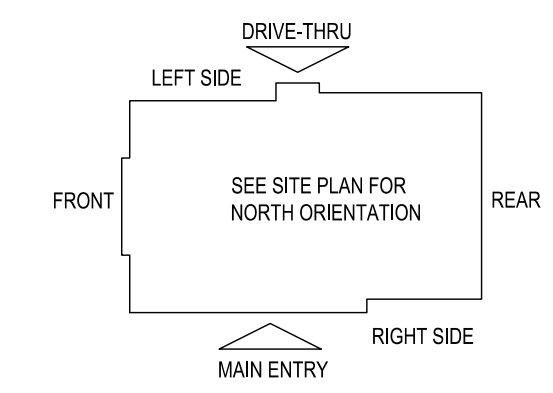 DRIVE-THRU
LEFT SIDE
FRONT
SEE SITE PLAN FOR
NORTH ORIENTATION
REAR
RIGHT SIDE
MAIN ENTRY